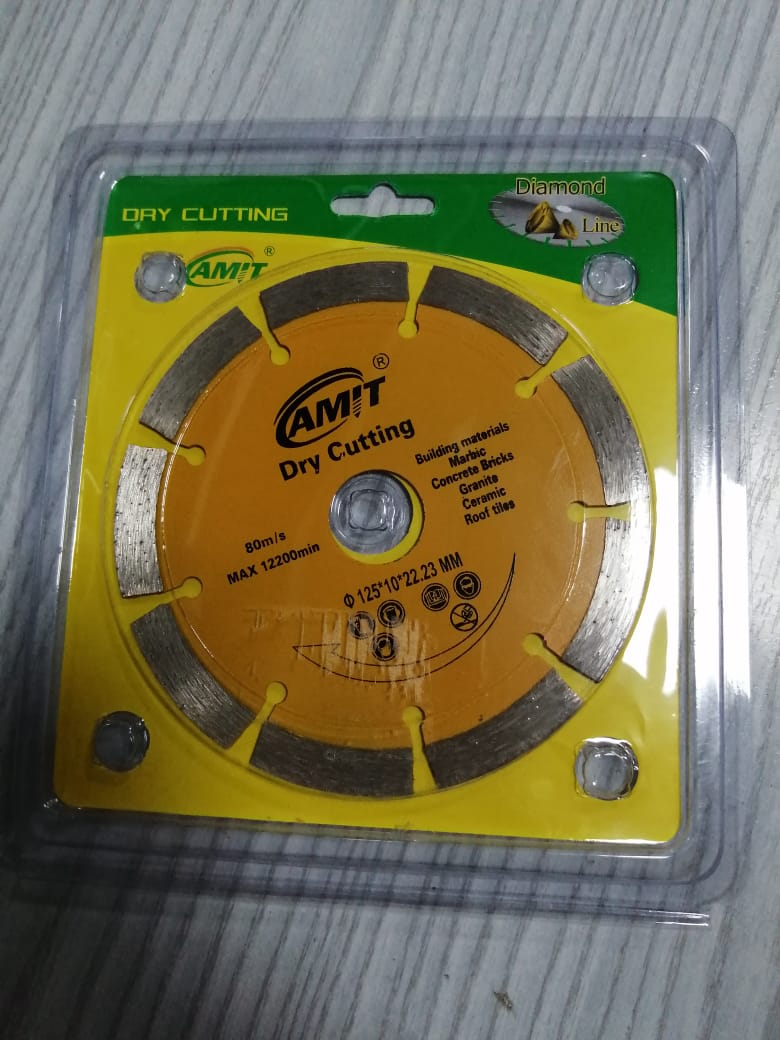 DRY CUTTING
Diamond
Line
AMIT ®
AMIT ®
Dry Cutting
Building materials
Marbic
Concrete Bricks
Granite
Ceramic
Roof tiles
80m/s
MAX 12200min
Φ 125*10*22.23 MM